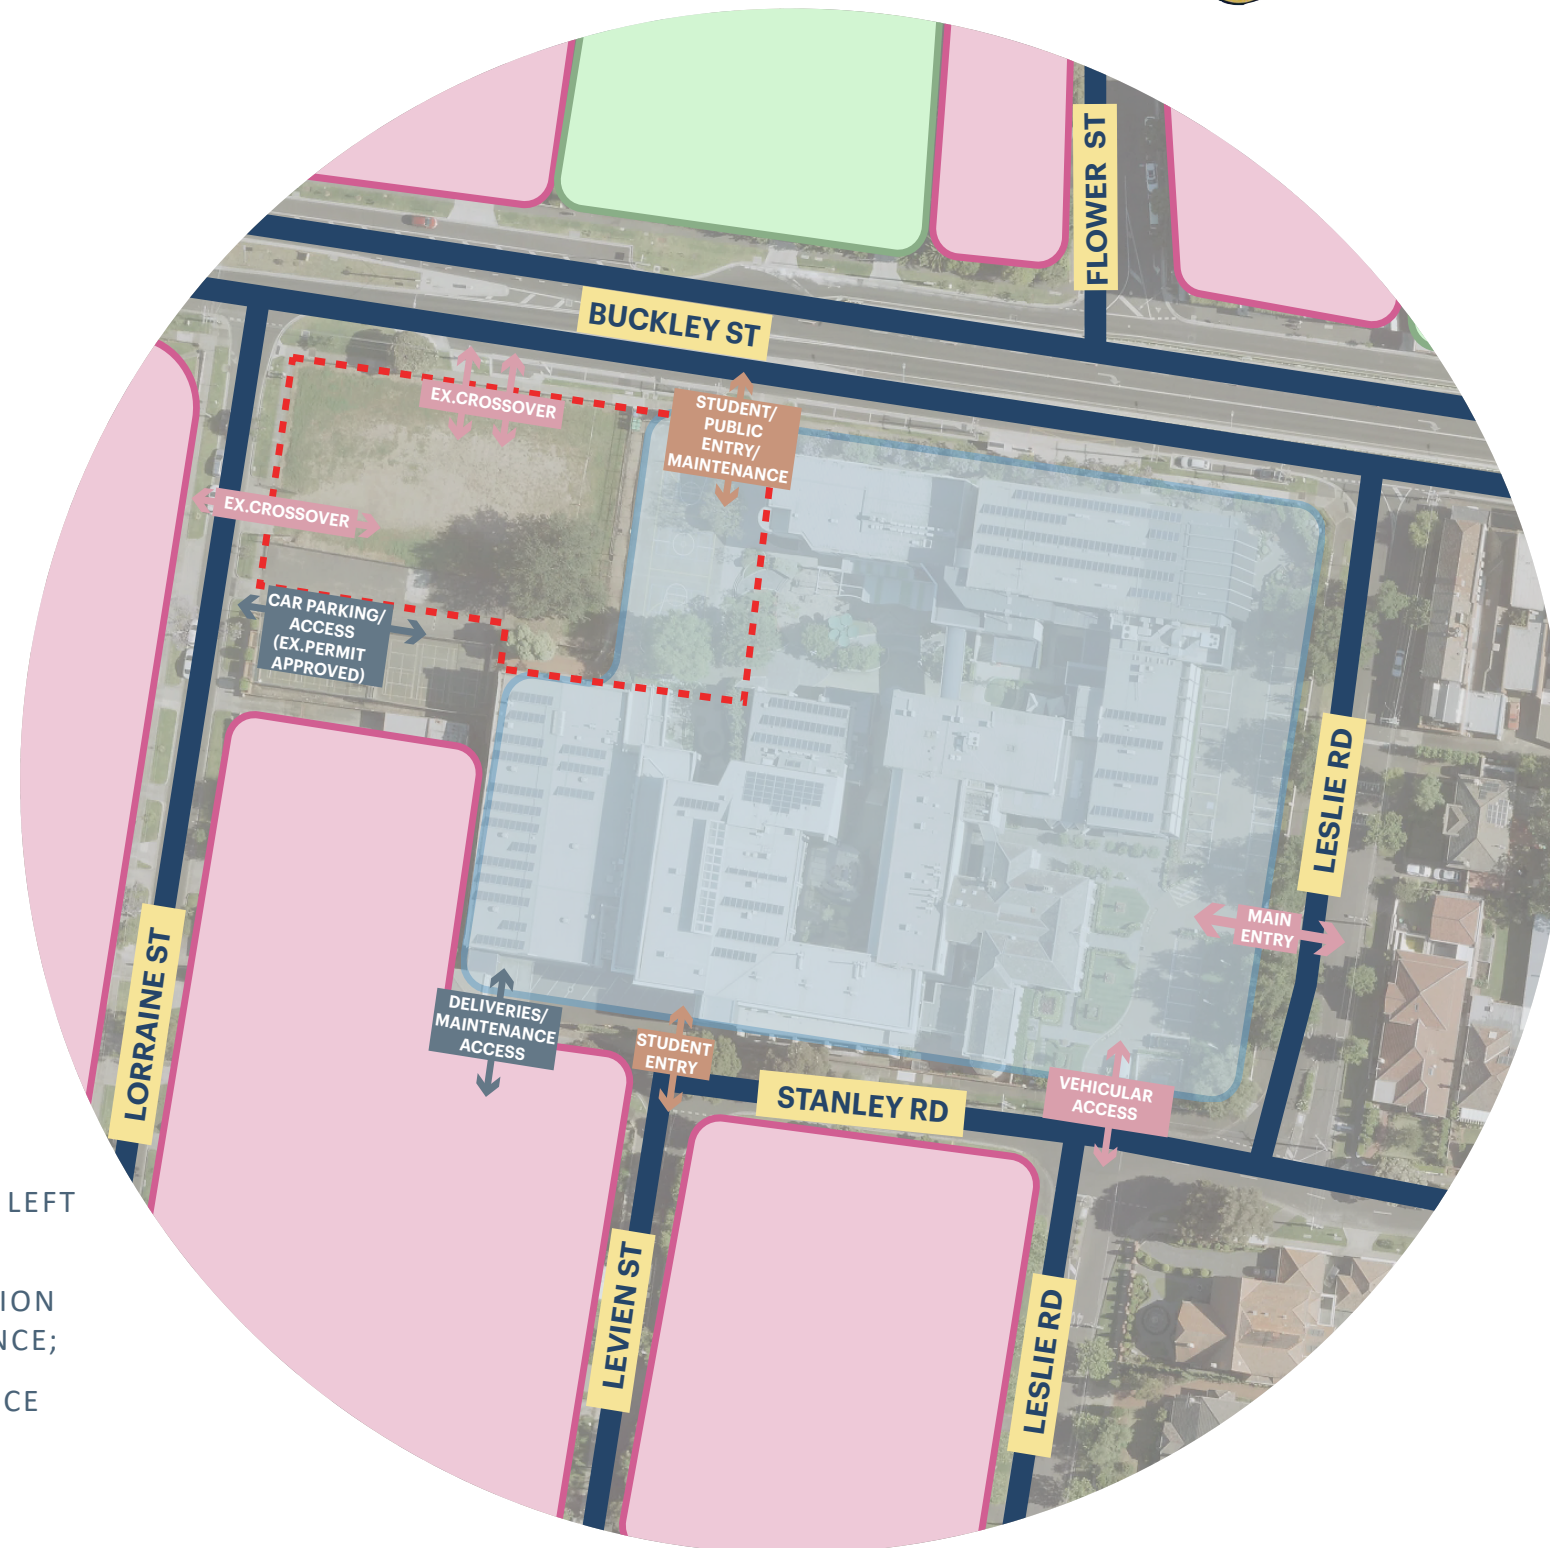 FLOWER ST
BUCKLEY ST
EX.CROSSOVER
STUDENT/
PUBLIC
ENTRY/
MAINTENANCE
EX.CROSSOVER
CAR PARKING/
ACCESS
(EX.PERMIT
APPROVED)
LESLIE RD
MAIN
ENTRY
LORRAINE ST
DELIVERIES/
MAINTENANCE
ACCESS
STUDENT
ENTRY
STANLEY RD
VEHICULAR
ACCESS
LEFT
LEVIEN ST
LESLIE RD
ION
NCE;
CE